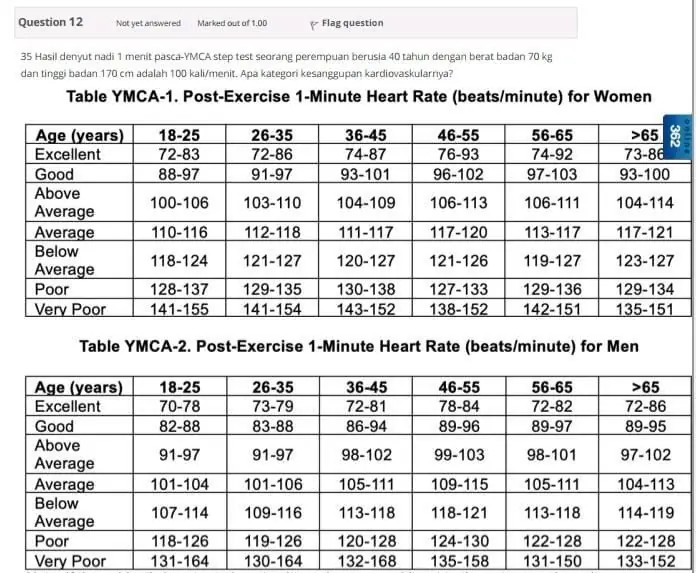 Question 12 Not yet answered Marked out of 1.00 Flag question
35 Hasil denyut nadi 1 menit pasca-YMCA step test seorang perempuan berusia 40 tahun dengan berat badan 70 kg
dan tinggi badan 170 cm adalah 100 kali/menit. Apa kategori kesanggupan kardiovaskularnya?
Table YMCA-1. Post-Exercise 1-Minute Heart Rate (beats/minute) for Women
Age (years) 18-25 26-35 36-45 46-55 56-65 >65
Excellent 72-83 72-86 74-87 76-93 74-92 73-86
Good 88-97 91-97 93-101 96-102 97-103 93-100
Above
Average 100-106 103-110 104-109 106-113 106-111 104-114
Average 110-116 112-118 111-117 117-120 113-117 117-121
Below
Average 118-124 121-127 120-127 121-126 119-127 123-127
Poor 128-137 129-135 130-138 127-133 129-136 129-134
Very Poor 141-155 141-154 143-152 138-152 142-151 135-151
362
Table YMCA-2. Post-Exercise 1-Minute Heart Rate (beats/minute) for Men
Age (years) 18-25 26-35 36-45 46-55 56-65 >65
Excellent 70-78 73-79 72-81 78-84 72-82 72-86
Good 82-88 83-88 86-94 89-96 89-97 89-95
Above
Average 91-97 91-97 98-102 99-103 98-101 97-102
Average 101-104 101-106 105-111 109-115 105-111 104-113
Below
Average 107-114 109-116 113-118 118-121 113-118 114-119
Poor 118-126 119-126 120-128 124-130 122-128 122-128
Very Poor 131-164 130-164 132-168 135-158 131-150 133-152